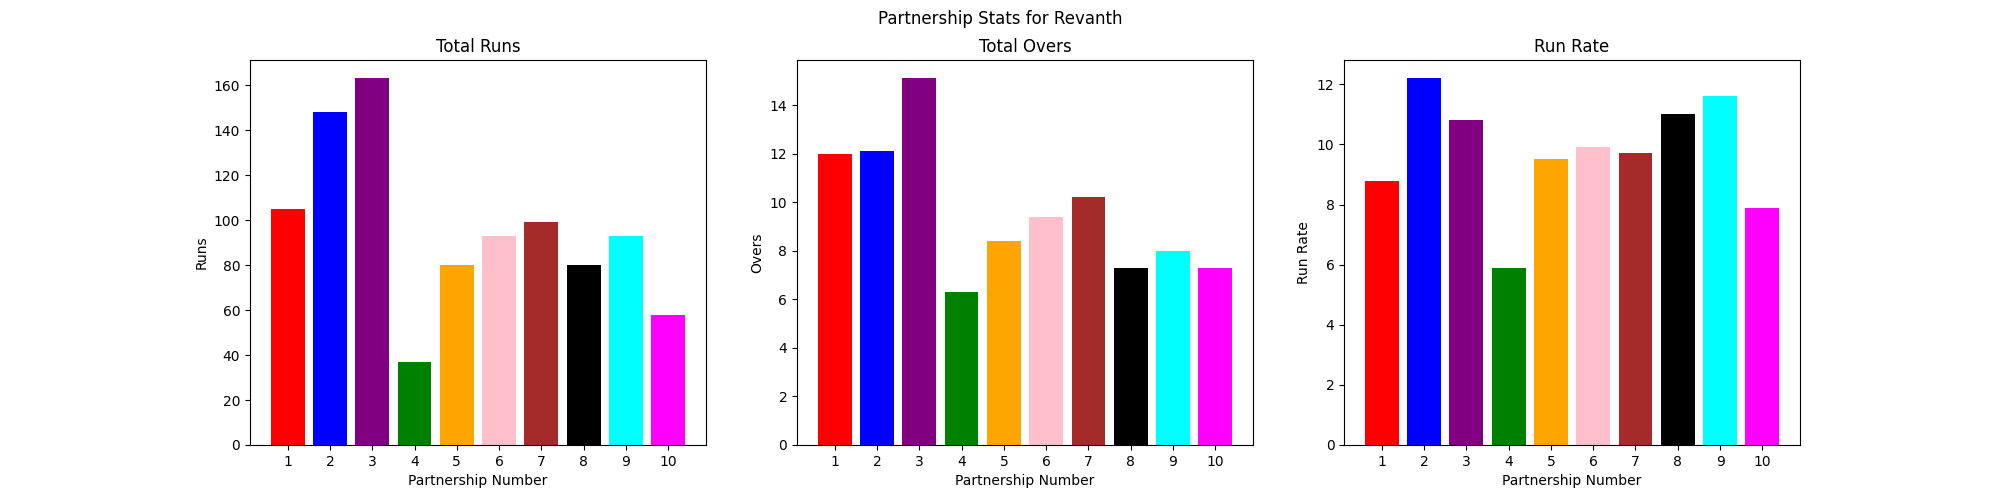 Partnership Stats for Revanth
Total Runs
160
140
120
100
80
60
40
20
0
Runs
1 2 3 4 5 6 7 8 9 10
Partnership Number
Total Overs
14
12
10
8
6
4
2
0
Overs
1 2 3 4 5 6 7 8 9 10
Partnership Number
Run Rate
12
10
8
6
4
2
0
Run Rate
1 2 3 4 5 6 7 8 9 10
Partnership Number